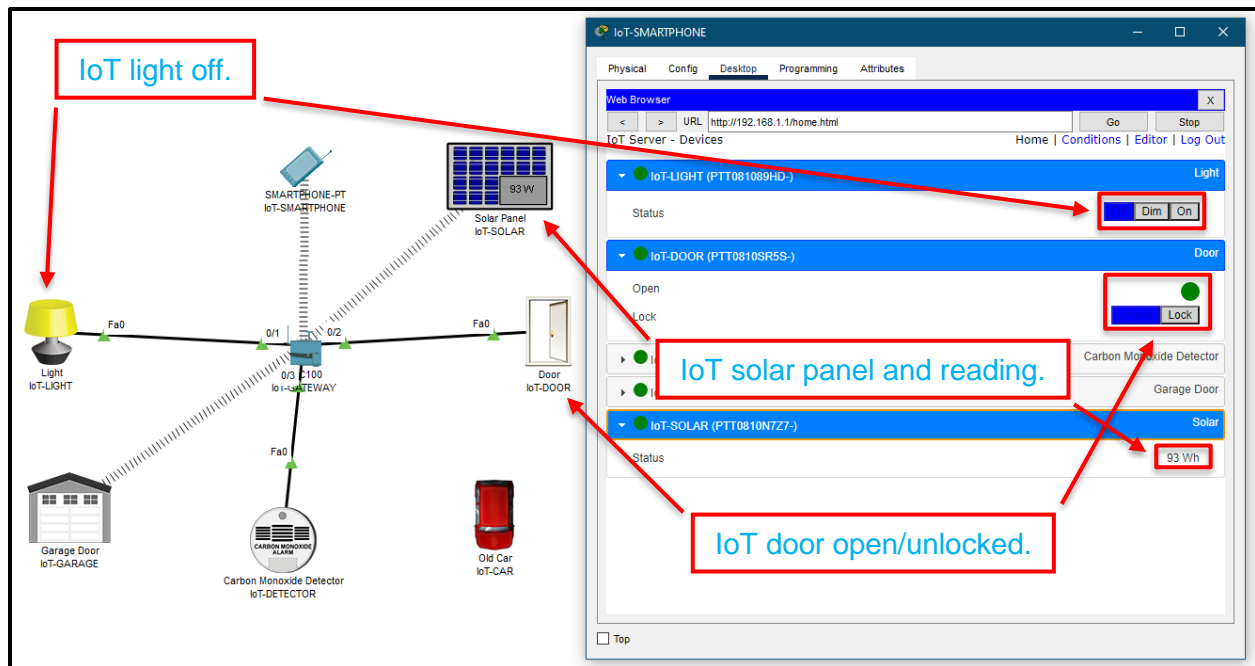 IoT light off.
SMARTPHONE-PT
IoT-SMARTPHONE
93 W
Solar Panel
IoT-SOLAR
Fa0
0/1
0/2
Fa0
Light
IoT-LIGHT
0/3
C100
IoT-GATEWAY
Door
IoT-DOOR
Fa0
Garage Door
IoT-GARAGE
CARBON MONOXIDE
ALARM
Carbon Monoxide Detector
IoT-DETECTOR
Old Car
IoT-CAR
IoT-SMARTPHONE
Physical Config Desktop Programming Attributes
Web Browser X
< > URL http://192.168.1.1/home.html Go Stop
IoT Server - Devices Home | Conditions | Editor | Log Out
IoT-LIGHT (PTT081089HD-) Light
Status Dim On
IoT-DOOR (PTT0810SR5S-) Door
Open
Lock Lock
Carbon Monoxide Detector
IoT solar panel and reading.
Garage Door
IoT-SOLAR (PTT0810N7Z7-) Solar
Status 93 Wh
IoT door open/unlocked.
Top